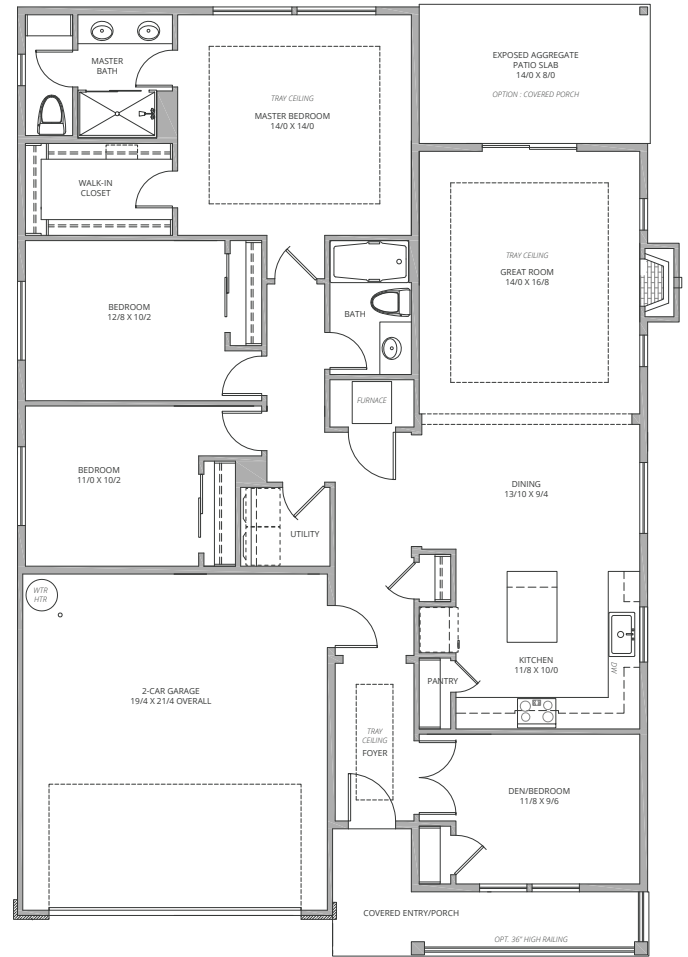 MASTER
BATH
TRAY CEILING
MASTER BEDROOM
14/0 X 14/0
EXPOSED AGGREGATE
PATIO SLAB
14/0 X 8/0
OPTION : COVERED PORCH
WALK-IN
CLOSET
TRAY CEILING
GREAT ROOM
14/0 X 16/8
BEDROOM
12/8 X 10/2
BATH
FURNACE
BEDROOM
11/0 X 10/2
DINING
13/10 X 9/4
UTILITY
WTR
HTR
KITCHEN
11/8 X 10/0
DW
PANTRY
2-CAR GARAGE
19/4 X 21/4 OVERALL
TRAY
CEILING
FOYER
DEN/BEDROOM
11/8 X 9/6
COVERED ENTRY/PORCH
OPT. 36" HIGH RAILING